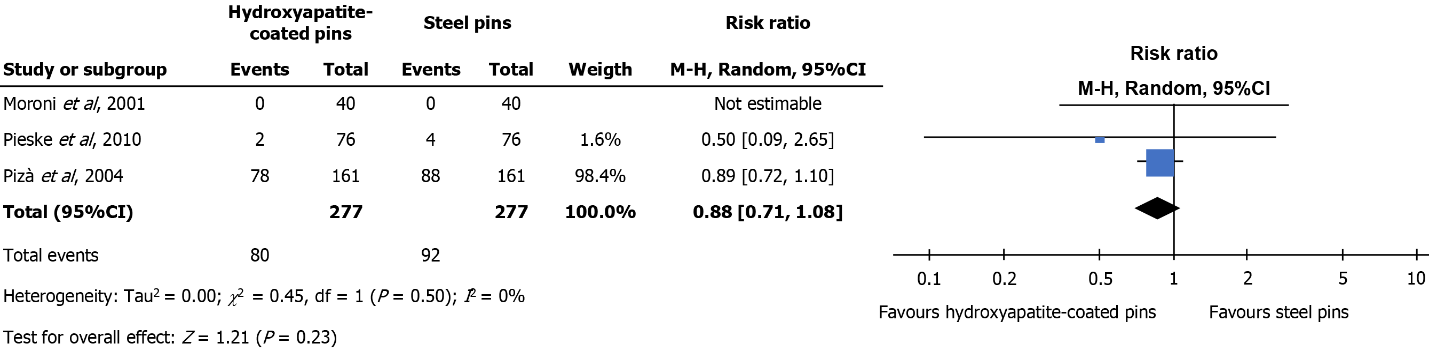 Hydroxyapatite-
coated pins Steel pins Risk ratio
Study or subgroup Events Total Events Total Weigth M-H, Random, 95%CI
Moroni et al, 2001 0 40 0 40 Not estimable
Pieske et al, 2010 2 76 4 76 1.6% 0.50 [0.09, 2.65]
Pizà et al, 2004 78 161 88 161 98.4% 0.89 [0.72, 1.10]
Total (95%CI) 277 277 100.0% 0.88 [0.71, 1.08]
Total events 80 92
Heterogeneity: Tau² = 0.00; χ² = 0.45, df = 1 (P = 0.50); I² = 0%
Test for overall effect: Z = 1.21 (P = 0.23)
Risk ratio
M-H, Random, 95%CI
0.1 0.5 1 2 5 10
Favours hydroxyapatite-coated pins Favours steel pins